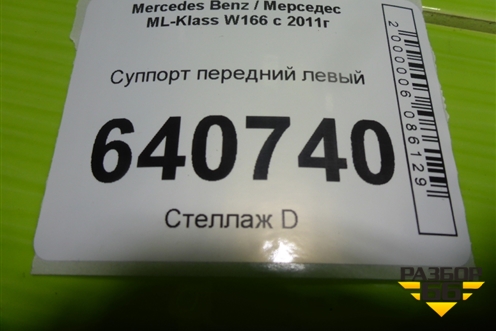 Mercedes Benz / Мерседес
ML-Klass W166 с 2011г
Суппорт передний левый
640740
Стеллаж D
2000006086129
РАЗБОР